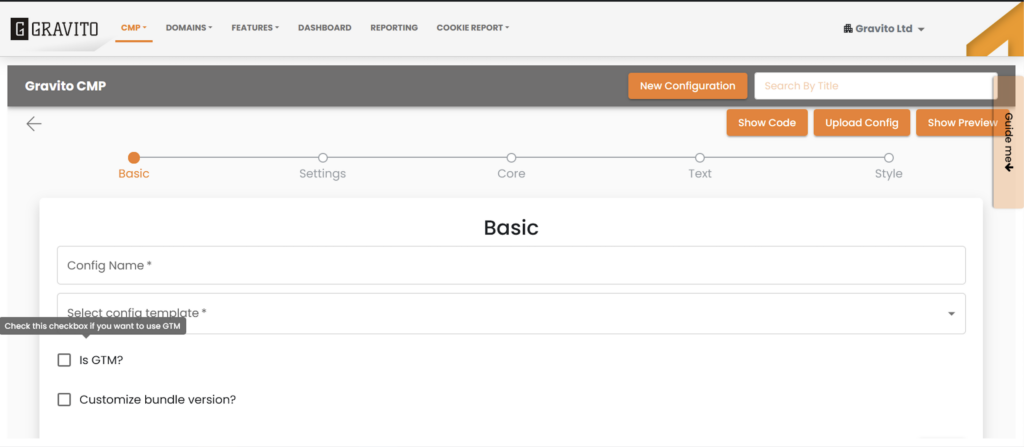 G GRAVITO CMP DOMAINS FEATURES DASHBOARD REPORTING COOKIE REPORT Gravito Ltd
Gravito CMP New Configuration Search By Title
Show Code Upload Config Show Preview
Guide me
Basic Settings Core Text Style
Basic
Config Name *
Select config template *
Check this checkbox if you want to use GTM
Is GTM?
Customize bundle version?